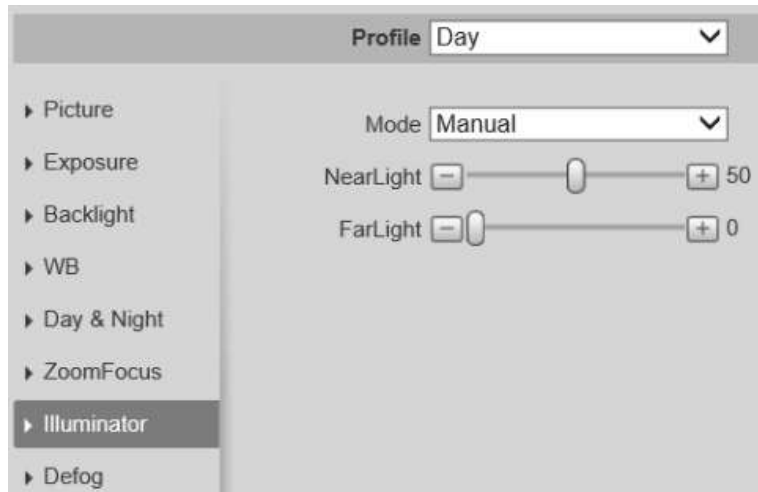 Profile Day
Picture
Exposure
Backlight
WB
Day & Night
ZoomFocus
Illuminator
Defog
Mode Manual
NearLight 50
FarLight 0